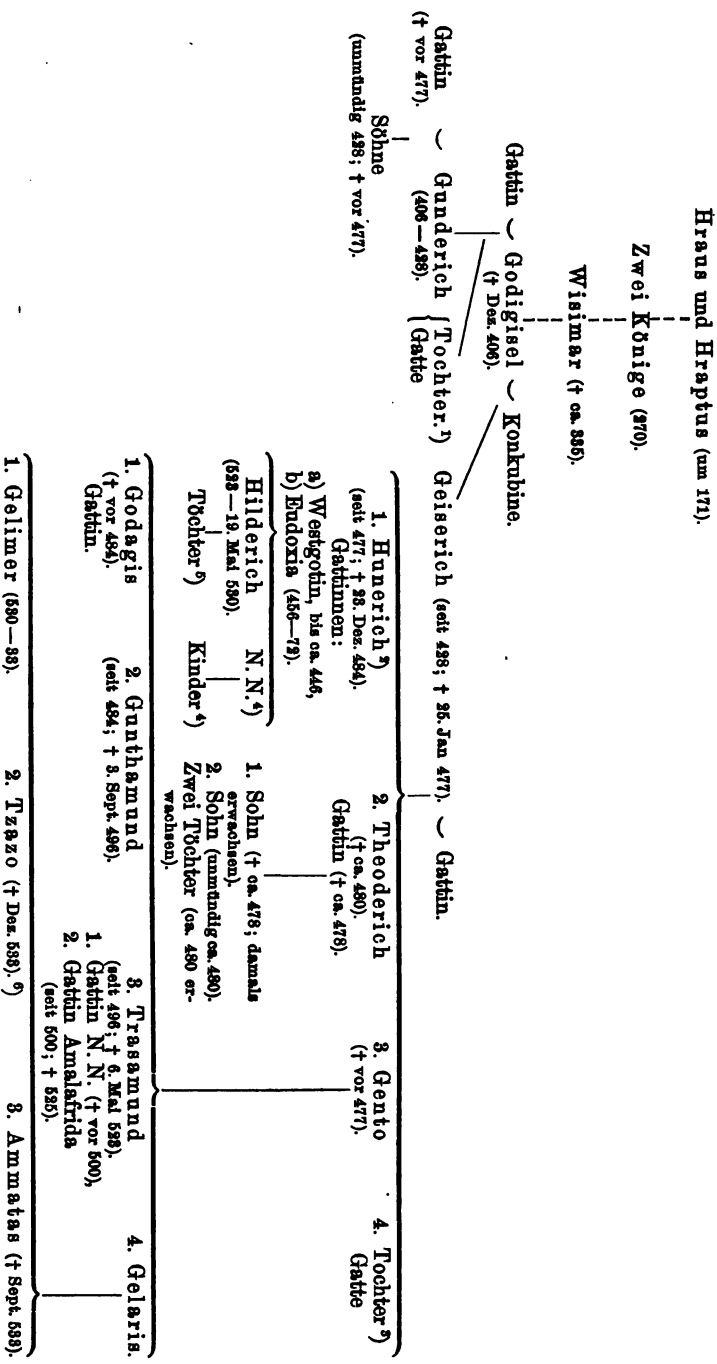 Hraus und Hraptus (um 171).
Zwei Könige (270).
Wisimar († ca. 335).
Gattin ⌣ Godigisel ⌣ Konkubine.
(† Dez. 406).
Gattin ⌣ Gunderich { Tochter.¹) Geiserich (seit 428; † 25. Jan 477). ⌣ Gattin.
(† vor 477). (406—428). Gatte
Söhne
(unmündig 428; † vor 477).
1. Hunerich²) 2. Theoderich 3. Gento 4. Tochter³)
(seit 477; † 23. Dez. 484). († ca. 480). († vor 477). Gatte
Gattinnen: Gattin († ca. 478).
a) Westgotin, bis ca. 446,
b) Eudoxia (456—72).
Hilderich N. N.⁴)
(523—19. Mai 530).
Töchter⁵) Kinder⁴)
1. Sohn († ca. 478; damals
erwachsen).
2. Sohn (unmündig ca. 480).
Zwei Töchter (ca. 480 er-
wachsen).
1. Godagis 2. Gunthamund 3. Trasamund 4. Gelaris.
(† vor 484). (seit 484; † 3. Sept. 496). (seit 496; † 6. Mai 523).
Gattin. 1. Gattin N. N. († vor 500),
2. Gattin Amalafrida
(seit 500; † 525).
1. Gelimer (530—33). 2. Tzazo († Dez. 533).⁶) 3. Ammatas († Sept. 533).